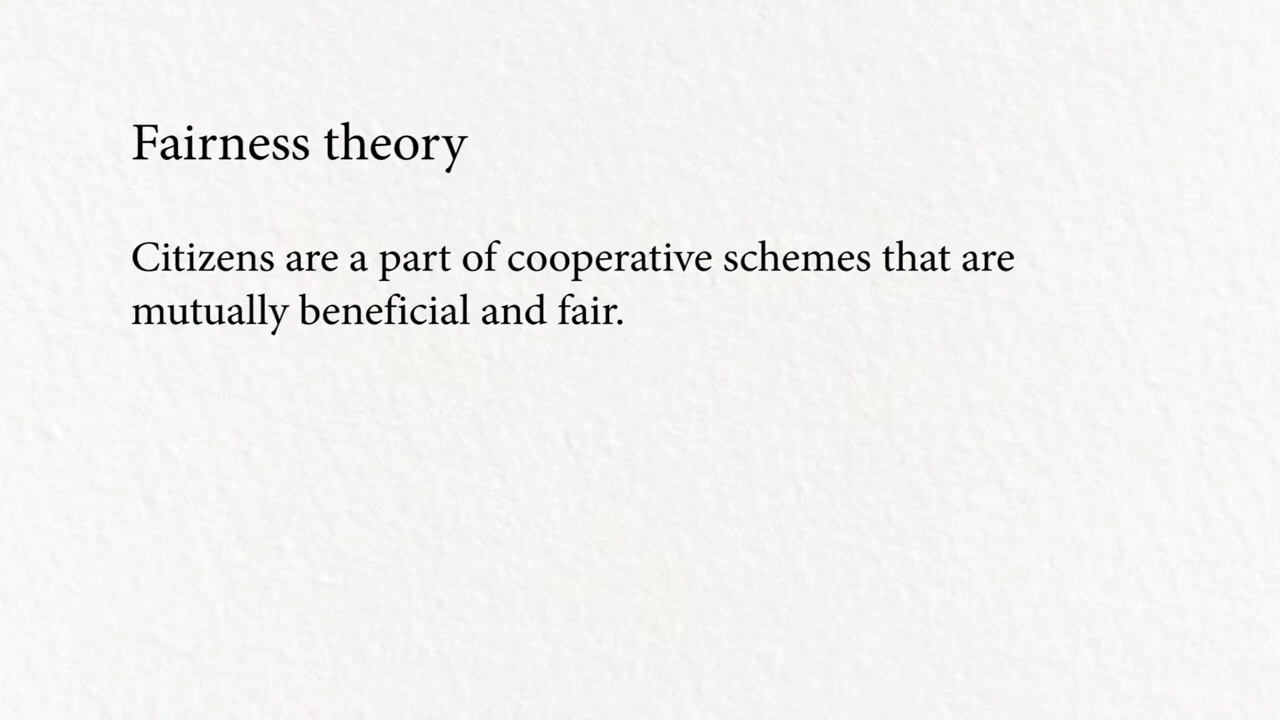 Fairness theory
Citizens are a part of cooperative schemes that are
mutually beneficial and fair.